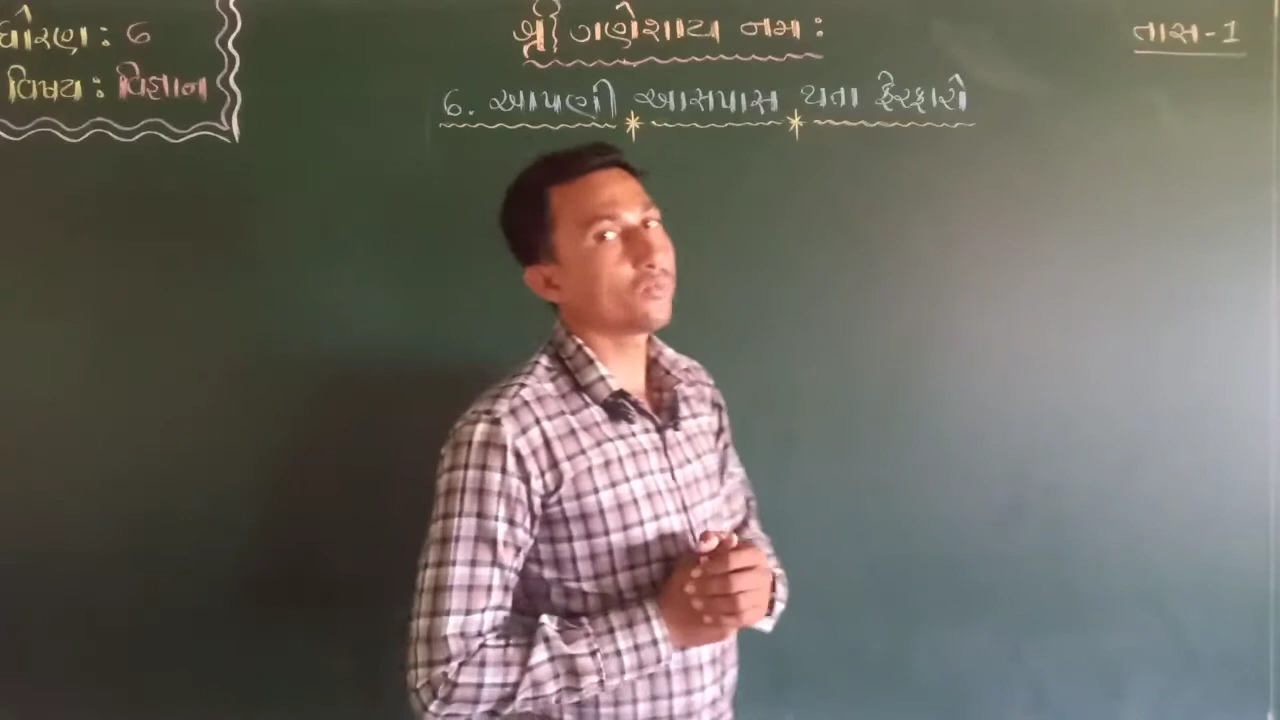 ધોરણ : 6
વિષય : વિજ્ઞાન
શ્રી ગણેશાય નમઃ
તાસ-1
6. આપણી આસપાસ થતા ફેરફારો